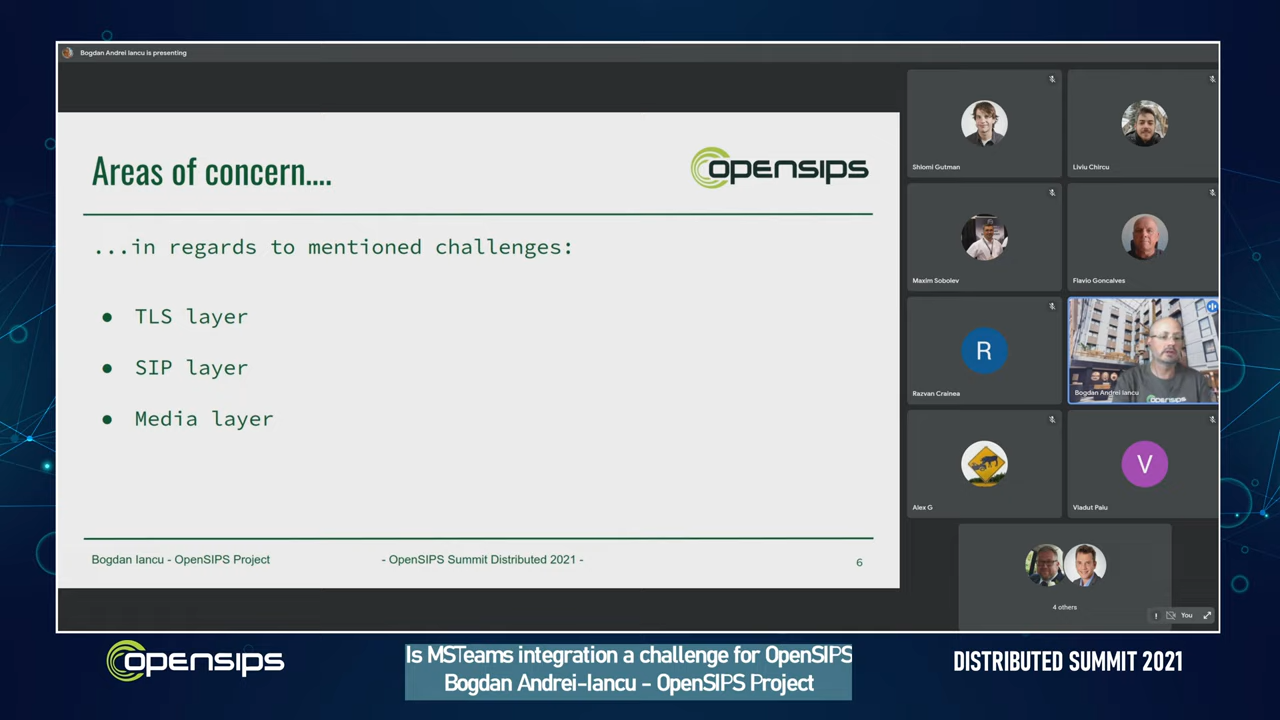 Bogdan Andrei Iancu is presenting
Areas of concern....
OPENSIPS
...in regards to mentioned challenges:
● TLS layer
● SIP layer
● Media layer
Bogdan Iancu - OpenSIPS Project
- OpenSIPS Summit Distributed 2021 -
6
Shlomi Gutman
Liviu Chircu
Maxim Sobolev
Flavio Goncalves
R
Razvan Crainea
OPENSIPS
Bogdan Andrei Iancu
Alex G
V
Vladut Paiu
4 others
You
OPENSIPS
Is MSTeams integration a challenge for OpenSIPS
Bogdan Andrei-Iancu - OpenSIPS Project
DISTRIBUTED SUMMIT 2021